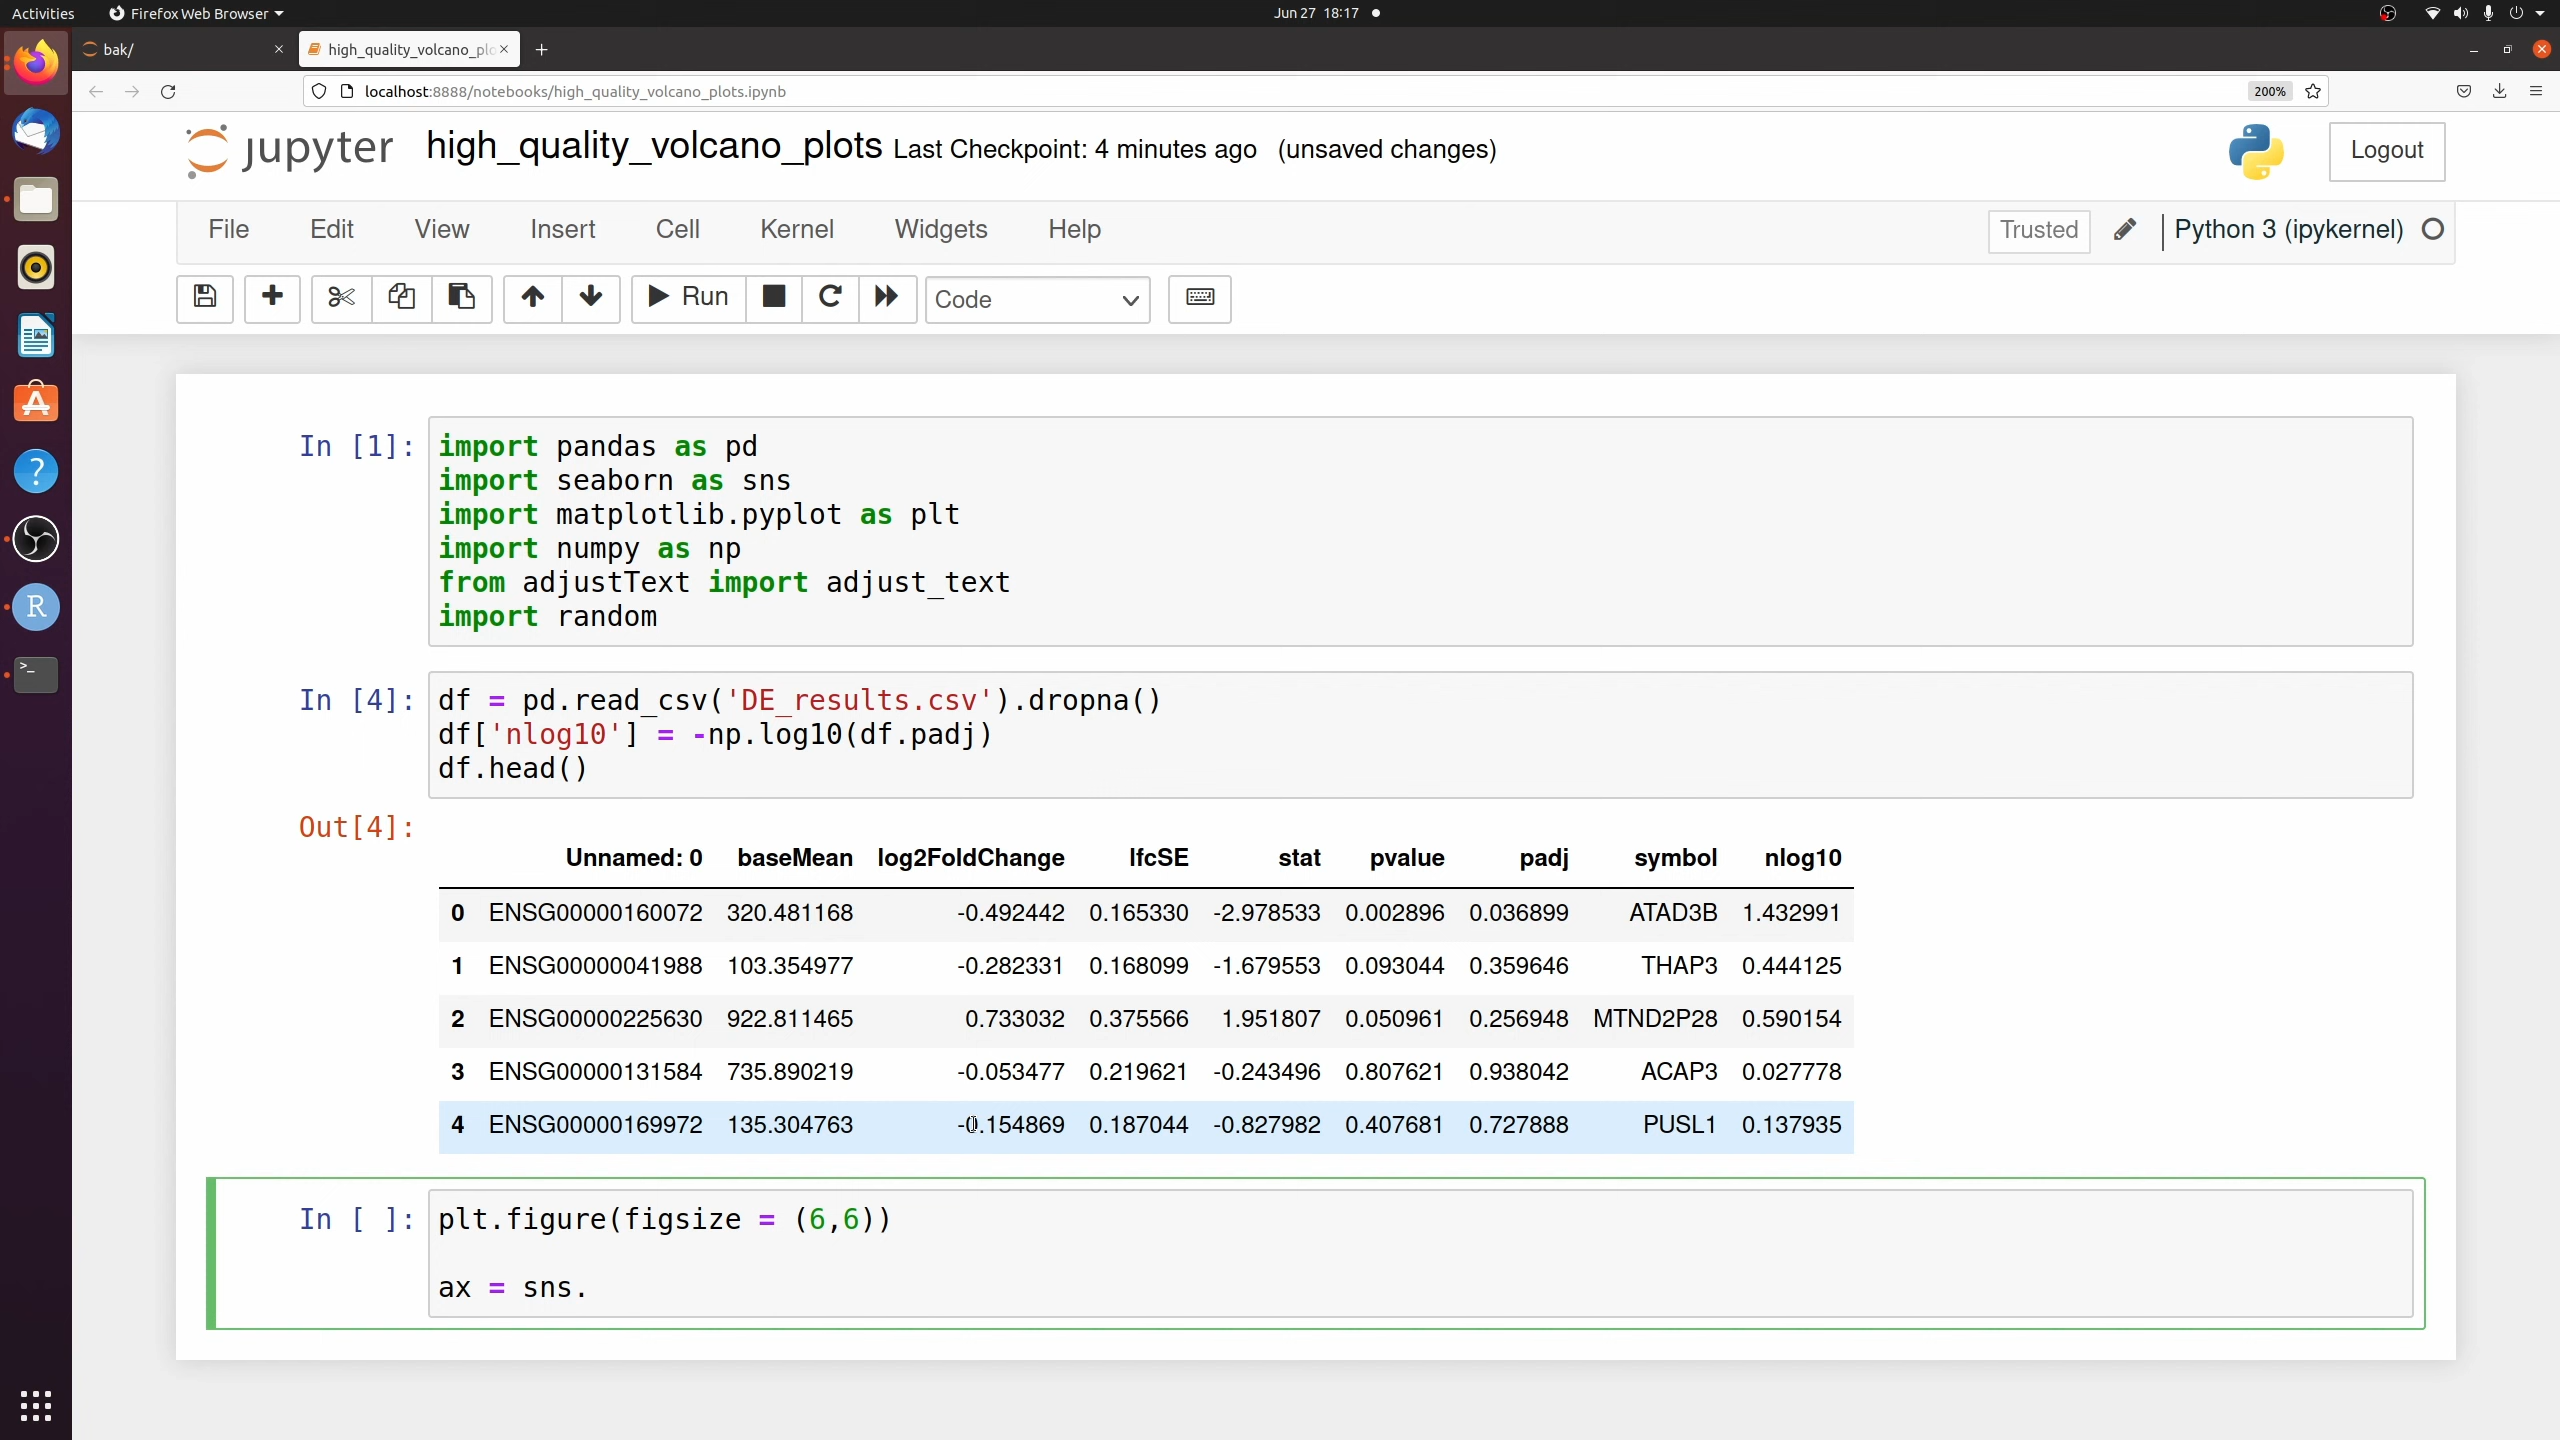 Activities Firefox Web Browser Jun 27 18:17
bak/ high_quality_volcano_plo
localhost:8888/notebooks/high_quality_volcano_plots.ipynb 200%
jupyter high_quality_volcano_plots Last Checkpoint: 4 minutes ago (unsaved changes) Logout
File Edit View Insert Cell Kernel Widgets Help Trusted Python 3 (ipykernel)
Run Code
In [1]: import pandas as pd
import seaborn as sns
import matplotlib.pyplot as plt
import numpy as np
from adjustText import adjust_text
import random
In [4]: df = pd.read_csv('DE_results.csv').dropna()
df['nlog10'] = -np.log10(df.padj)
df.head()
Out[4]:
Unnamed: 0 baseMean log2FoldChange lfcSE stat pvalue padj symbol nlog10
0 ENSG00000160072 320.481168 -0.492442 0.165330 -2.978533 0.002896 0.036899 ATAD3B 1.432991
1 ENSG00000041988 103.354977 -0.282331 0.168099 -1.679553 0.093044 0.359646 THAP3 0.444125
2 ENSG00000225630 922.811465 0.733032 0.375566 1.951807 0.050961 0.256948 MTND2P28 0.590154
3 ENSG00000131584 735.890219 -0.053477 0.219621 -0.243496 0.807621 0.938042 ACAP3 0.027778
4 ENSG00000169972 135.304763 -0.154869 0.187044 -0.827982 0.407681 0.727888 PUSL1 0.137935
In [ ]: plt.figure(figsize = (6,6))
ax = sns.